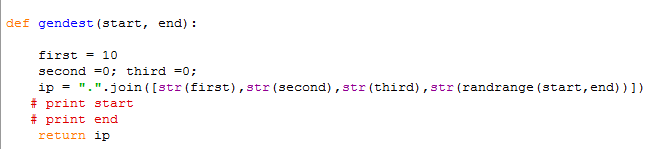 def gendest(start, end):
first = 10
second =0; third =0;
ip = ".".join([str(first),str(second),str(third),str(randrange(start,end))])
# print start
# print end
return ip